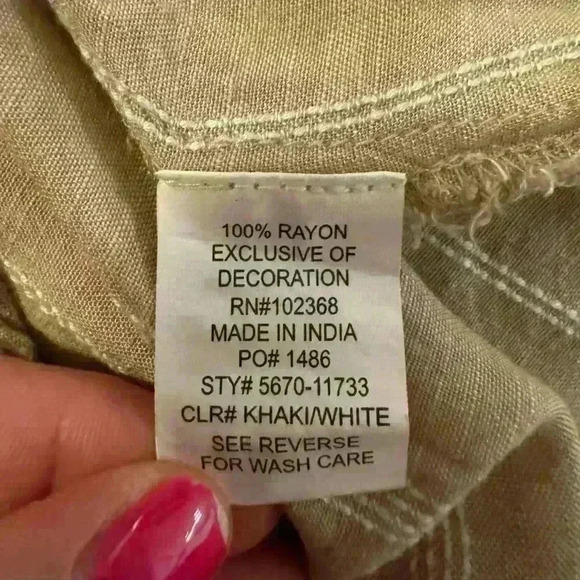 100% RAYON
EXCLUSIVE OF
DECORATION
RN#102368
MADE IN INDIA
PO# 1486
STY# 5670-11733
CLR# KHAKI/WHITE
SEE REVERSE
FOR WASH CARE